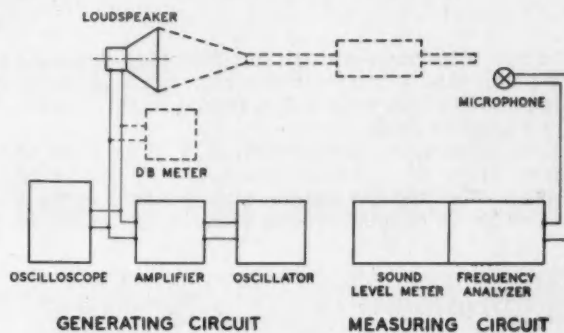 LOUDSPEAKER
MICROPHONE
DB METER
OSCILLOSCOPE AMPLIFIER OSCILLATOR SOUND LEVEL METER FREQUENCY ANALYZER
GENERATING CIRCUIT MEASURING CIRCUIT